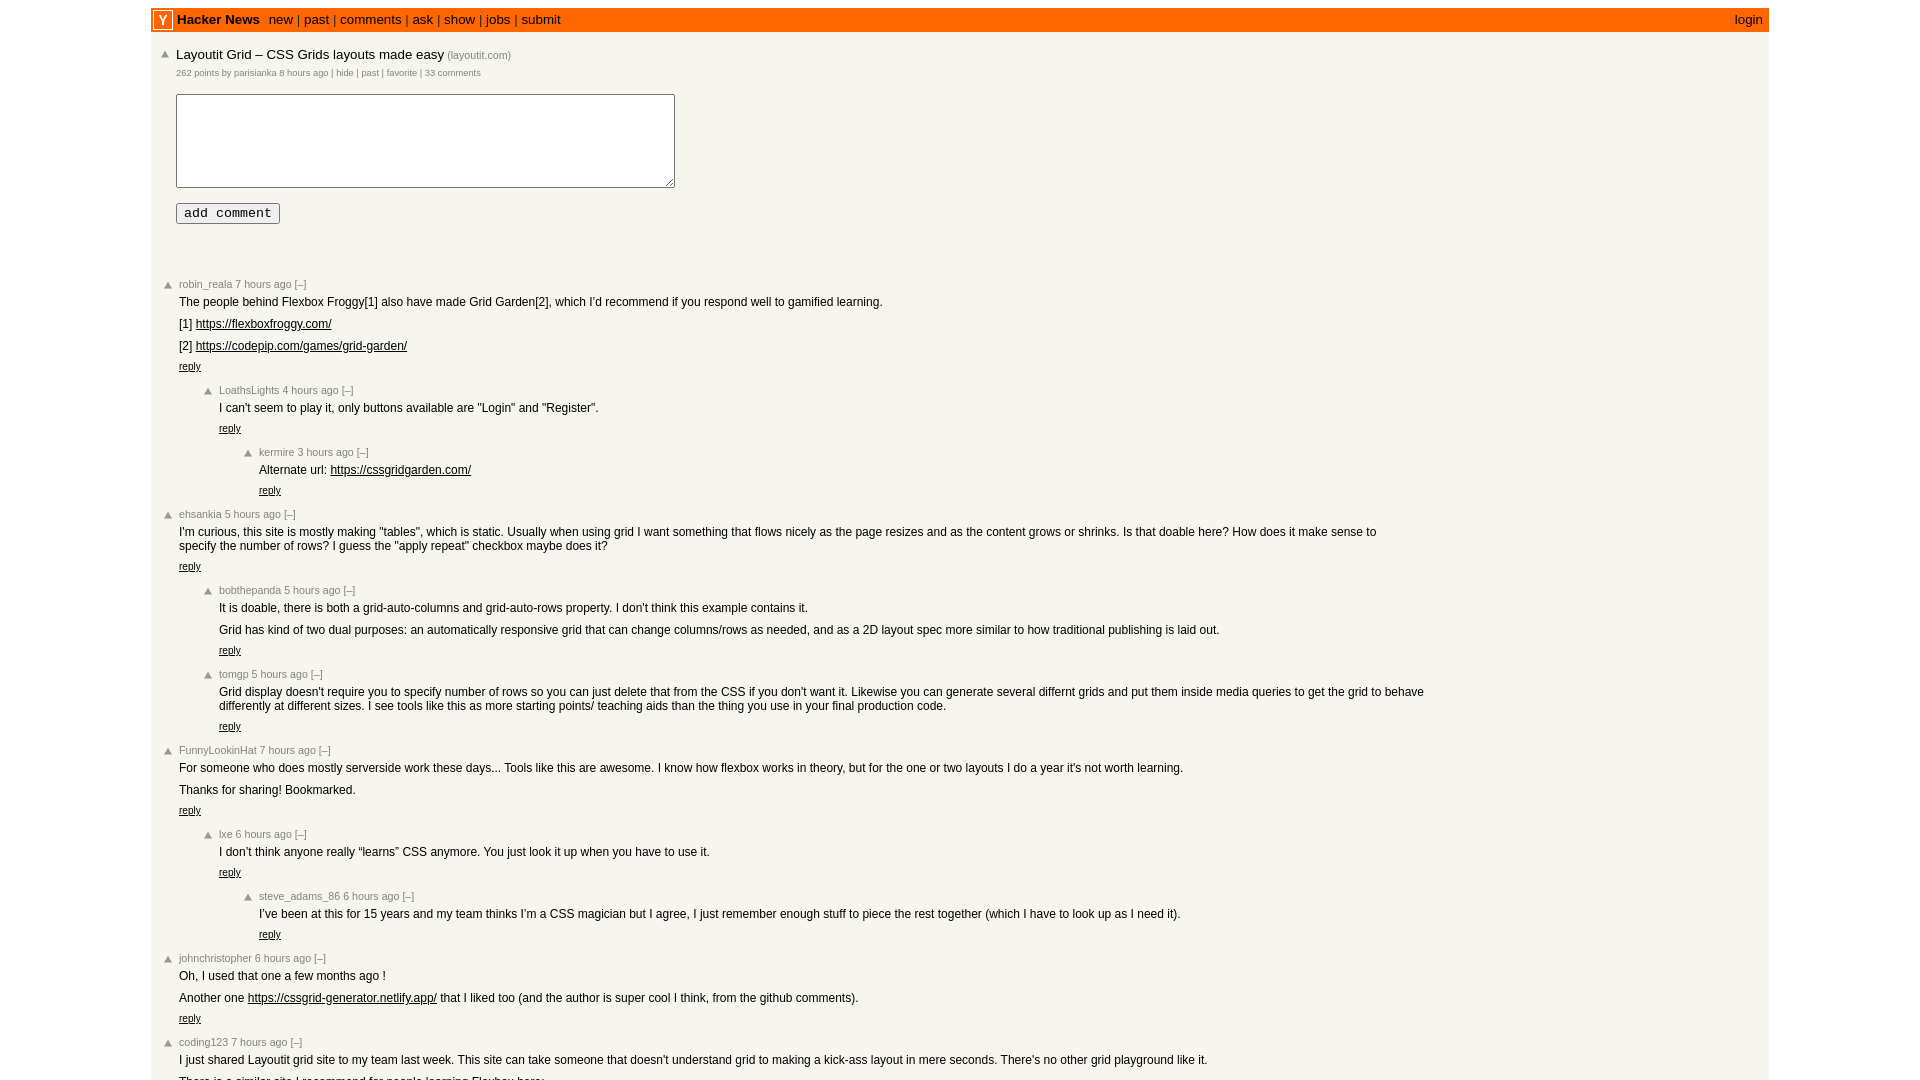 Y Hacker News new | past | comments | ask | show | jobs | submit login
Layoutit Grid – CSS Grids layouts made easy (layoutit.com)
262 points by parisianka 8 hours ago | hide | past | favorite | 33 comments
add comment
robin_reala 7 hours ago [–]
The people behind Flexbox Froggy[1] also have made Grid Garden[2], which I’d recommend if you respond well to gamified learning.
[1] https://flexboxfroggy.com/
[2] https://codepip.com/games/grid-garden/
reply
LoathsLights 4 hours ago [–]
I can't seem to play it, only buttons available are "Login" and "Register".
reply
kermire 3 hours ago [–]
Alternate url: https://cssgridgarden.com/
reply
ehsankia 5 hours ago [–]
I'm curious, this site is mostly making "tables", which is static. Usually when using grid I want something that flows nicely as the page resizes and as the content grows or shrinks. Is that doable here? How does it make sense to
specify the number of rows? I guess the "apply repeat" checkbox maybe does it?
reply
bobthepanda 5 hours ago [–]
It is doable, there is both a grid-auto-columns and grid-auto-rows property. I don't think this example contains it.
Grid has kind of two dual purposes: an automatically responsive grid that can change columns/rows as needed, and as a 2D layout spec more similar to how traditional publishing is laid out.
reply
tomgp 5 hours ago [–]
Grid display doesn't require you to specify number of rows so you can just delete that from the CSS if you don't want it. Likewise you can generate several differnt grids and put them inside media queries to get the grid to behave
differently at different sizes. I see tools like this as more starting points/ teaching aids than the thing you use in your final production code.
reply
FunnyLookinHat 7 hours ago [–]
For someone who does mostly serverside work these days... Tools like this are awesome. I know how flexbox works in theory, but for the one or two layouts I do a year it's not worth learning.
Thanks for sharing! Bookmarked.
reply
lxe 6 hours ago [–]
I don’t think anyone really “learns” CSS anymore. You just look it up when you have to use it.
reply
steve_adams_86 6 hours ago [–]
I’ve been at this for 15 years and my team thinks I’m a CSS magician but I agree, I just remember enough stuff to piece the rest together (which I have to look up as I need it).
reply
johnchristopher 6 hours ago [–]
Oh, I used that one a few months ago !
Another one https://cssgrid-generator.netlify.app/ that I liked too (and the author is super cool I think, from the github comments).
reply
coding123 7 hours ago [–]
I just shared Layoutit grid site to my team last week. This site can take someone that doesn't understand grid to making a kick-ass layout in mere seconds. There's no other grid playground like it.
There is a similar site I recommend for people learning Flexbox here: